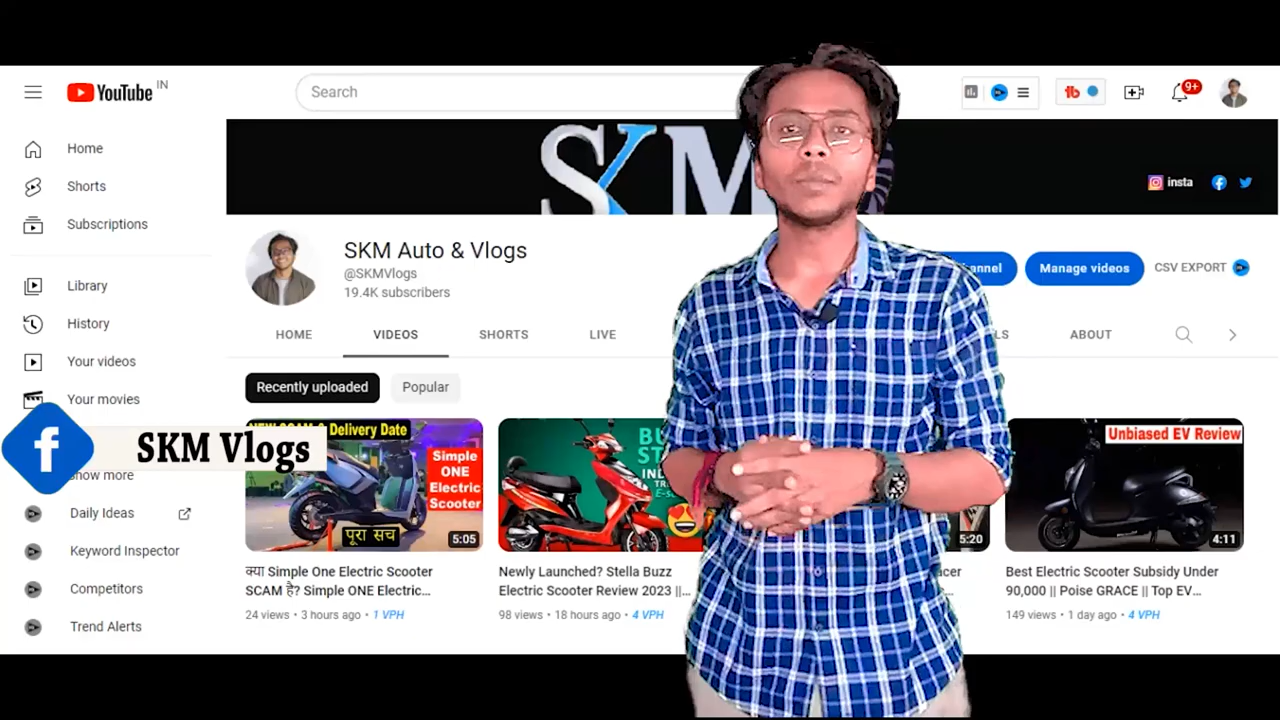 YouTube IN
Search
9+
Home
Shorts
Subscriptions
Library
History
Your videos
Your movies
Show more
Daily Ideas
Keyword Inspector
Competitors
Trend Alerts
SKM
insta
SKM Auto & Vlogs
@SKMVlogs
19.4K subscribers
Manage videos
CSV EXPORT
HOME
VIDEOS
SHORTS
LIVE
ABOUT
Recently uploaded
Popular
SKM Vlogs
NEW SCAM & Delivery Date
Simple
ONE
Electric
Scooter
पूरा सच
5:05
5:20
Unbiased EV Review
4:11
क्या Simple One Electric Scooter
SCAM है? Simple ONE Electric...
24 views • 3 hours ago • 1 VPH
Newly Launched? Stella Buzz
Electric Scooter Review 2023 ||...
98 views • 18 hours ago • 4 VPH
Best Electric Scooter Subsidy Under
90,000 || Poise GRACE || Top EV...
149 views • 1 day ago • 4 VPH